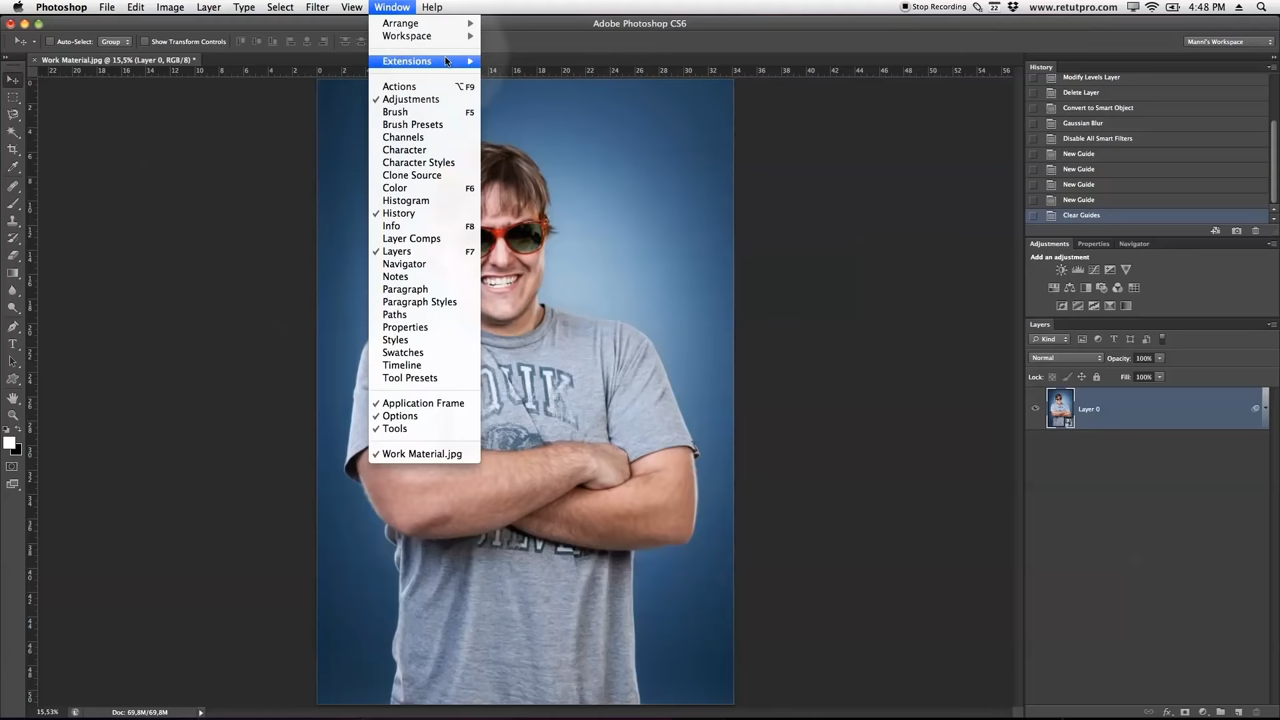 Photoshop File Edit Image Layer Type Select Filter View Window Help Stop Recording 22 www.retutpro.com 4:48 PM
Adobe Photoshop CS6
Auto-Select: Group Show Transform Controls Manni's Workspace
Work Material.jpg @ 15,5% (Layer 0, RGB/8) *
Arrange
Workspace
Extensions
Actions ⌥F9
Adjustments
Brush F5
Brush Presets
Channels
Character
Character Styles
Clone Source
Color F6
Histogram
History
Info F8
Layer Comps
Layers F7
Navigator
Notes
Paragraph
Paragraph Styles
Paths
Properties
Styles
Swatches
Timeline
Tool Presets
Application Frame
Options
Tools
Work Material.jpg
History
Modify Levels Layer
Delete Layer
Convert to Smart Object
Gaussian Blur
Disable All Smart Filters
New Guide
New Guide
New Guide
New Guide
Clear Guides
Adjustments Properties Navigator
Add an adjustment
Layers
Kind
Normal Opacity: 100%
Lock: Fill: 100%
Layer 0
15,53% Doc: 69,8M/69,8M